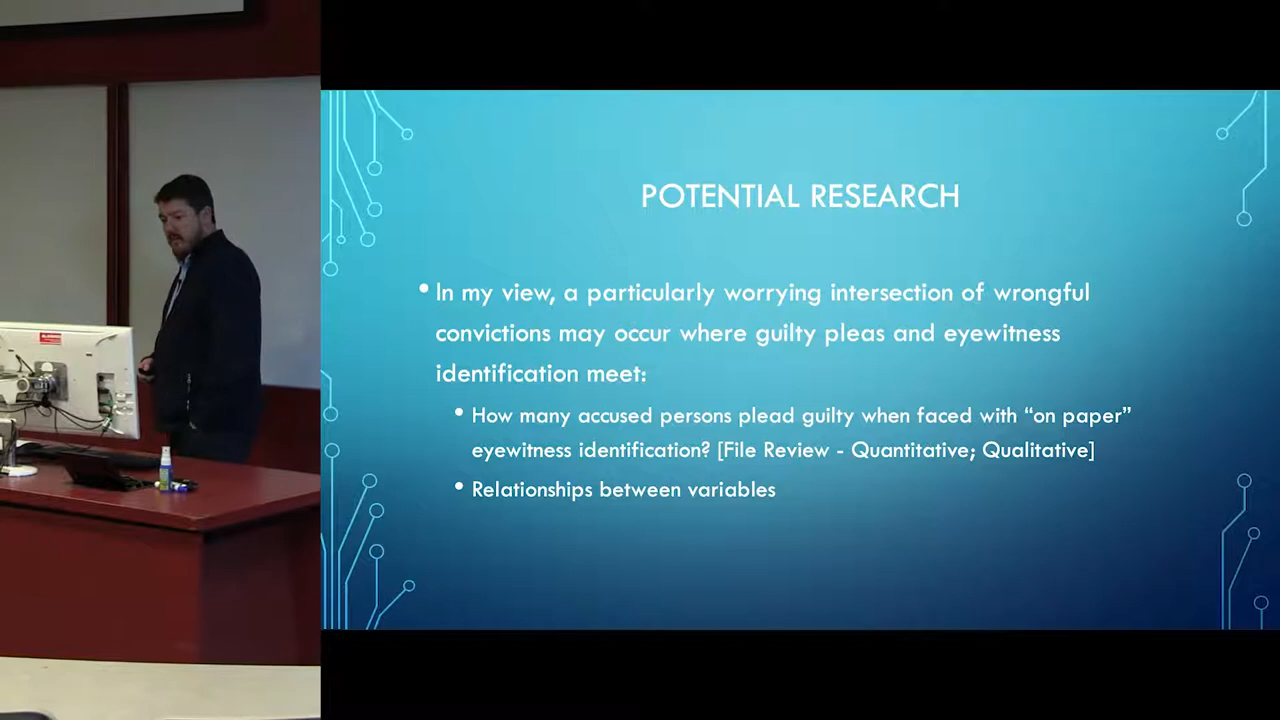 POTENTIAL RESEARCH
• In my view, a particularly worrying intersection of wrongful
convictions may occur where guilty pleas and eyewitness
identification meet:
• How many accused persons plead guilty when faced with “on paper”
eyewitness identification? [File Review - Quantitative; Qualitative]
• Relationships between variables